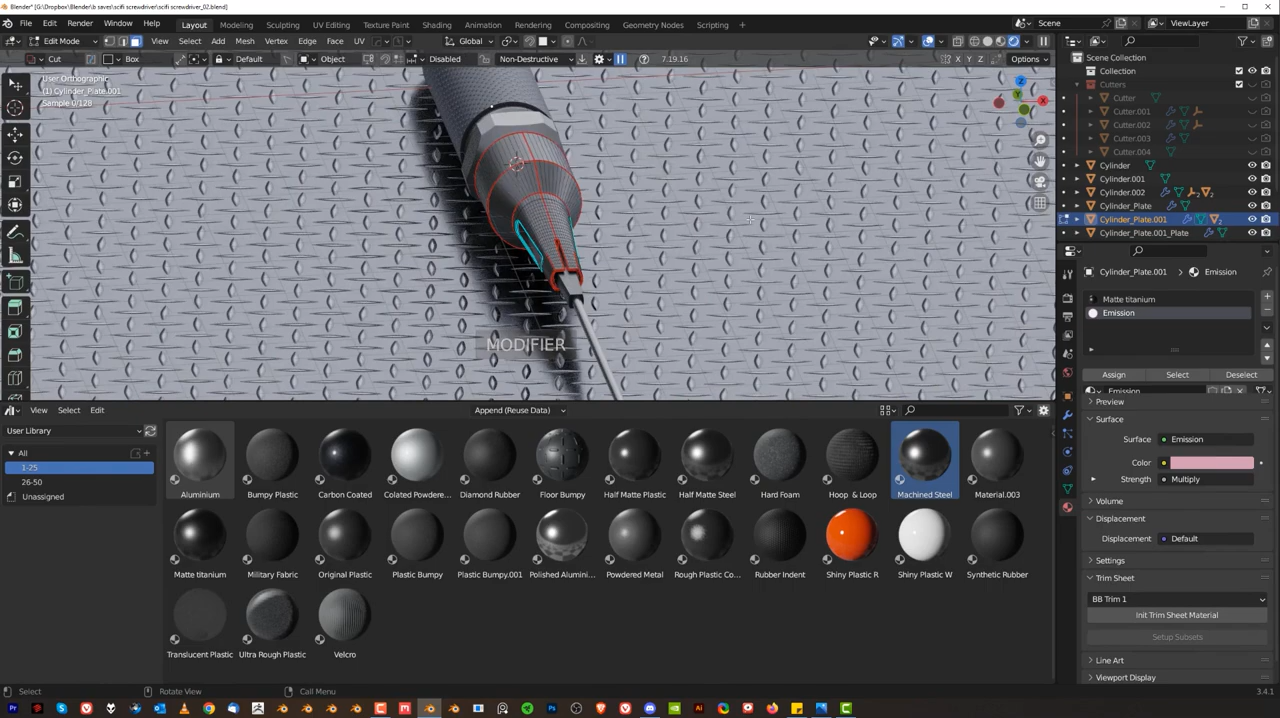 Blender* [G:\Dropbox\Blender\b saves\scifi screwdriver\scifi screwdriver_02.blend]
File Edit Render Window Help Layout Modeling Sculpting UV Editing Texture Paint Shading Animation Rendering Compositing Geometry Nodes Scripting Scene ViewLayer
Edit Mode View Select Add Mesh Vertex Edge Face UV Global
Cut Box Default Object Disabled Non-Destructive 7.19.16 X Y Z Options
User Orthographic
(1) Cylinder_Plate.001
Sample 0/128
MODIFIER
Scene Collection
Collection
Cutters
Cutter
Cutter.001
Cutter.002
Cutter.003
Cutter.004
Cylinder
Cylinder.001
Cylinder.002
Cylinder_Plate
Cylinder_Plate.001
Cylinder_Plate.001_Plate
Cylinder_Plate.001 Emission
Matte titanium
Emission
Assign Select Deselect
Emission
Preview
Surface
Surface Emission
Color
Strength Multiply
Volume
Displacement
Displacement Default
Settings
Trim Sheet
BB Trim 1
Init Trim Sheet Material
Setup Subsets
Line Art
Viewport Display
View Select Edit Append (Reuse Data)
User Library
All
1-25
26-50
Unassigned
Aluminium Bumpy Plastic Carbon Coated Colated Powdere... Diamond Rubber Floor Bumpy Half Matte Plastic Half Matte Steel Hard Foam Hoop & Loop Machined Steel Material.003
Matte titanium Military Fabric Original Plastic Plastic Bumpy Plastic Bumpy.001 Polished Alumini... Powdered Metal Rough Plastic Co... Rubber Indent Shiny Plastic R Shiny Plastic W Synthetic Rubber
Translucent Plastic Ultra Rough Plastic Velcro
Select Rotate View Call Menu 3.4.1